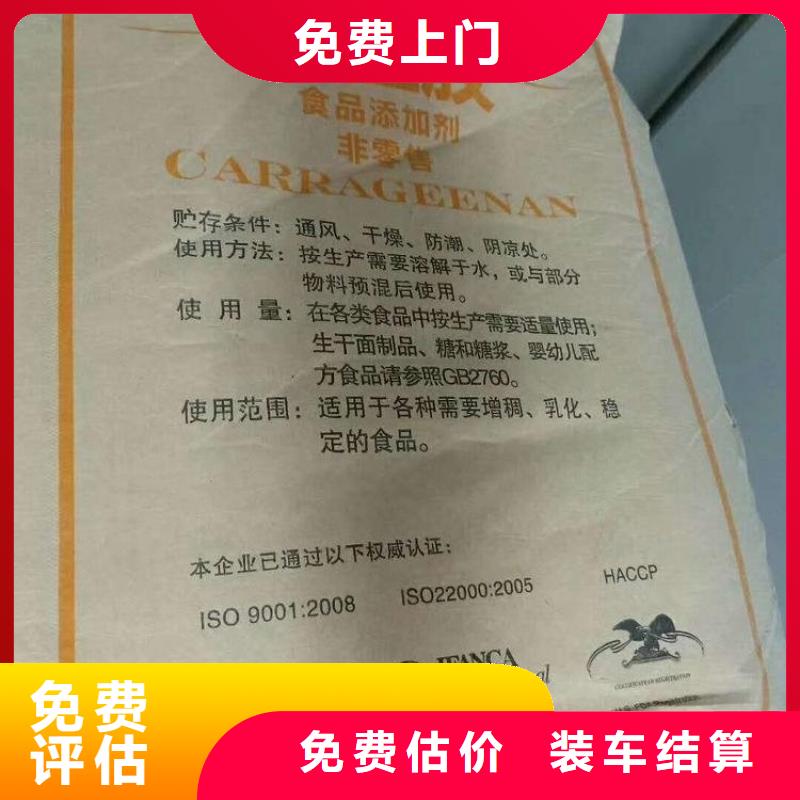 免费上门
胶
食品添加剂
非零售
CARRAGEENAN
贮存条件：通风、干燥、防潮、阴凉处。
使用方法：按生产需要溶解于水，或与部分
物料预混后使用。
使用量：在各类食品中按生产需要适量使用；
生干面制品、糖和糖浆、婴幼儿配
方食品请参照GB2760。
使用范围：适用于各种需要增稠、乳化、稳
定的食品。
本企业已通过以下权威认证：
ISO 9001:2008 ISO22000:2005 HACCP
IFANCA
免费
评估
免费估价 装车结算